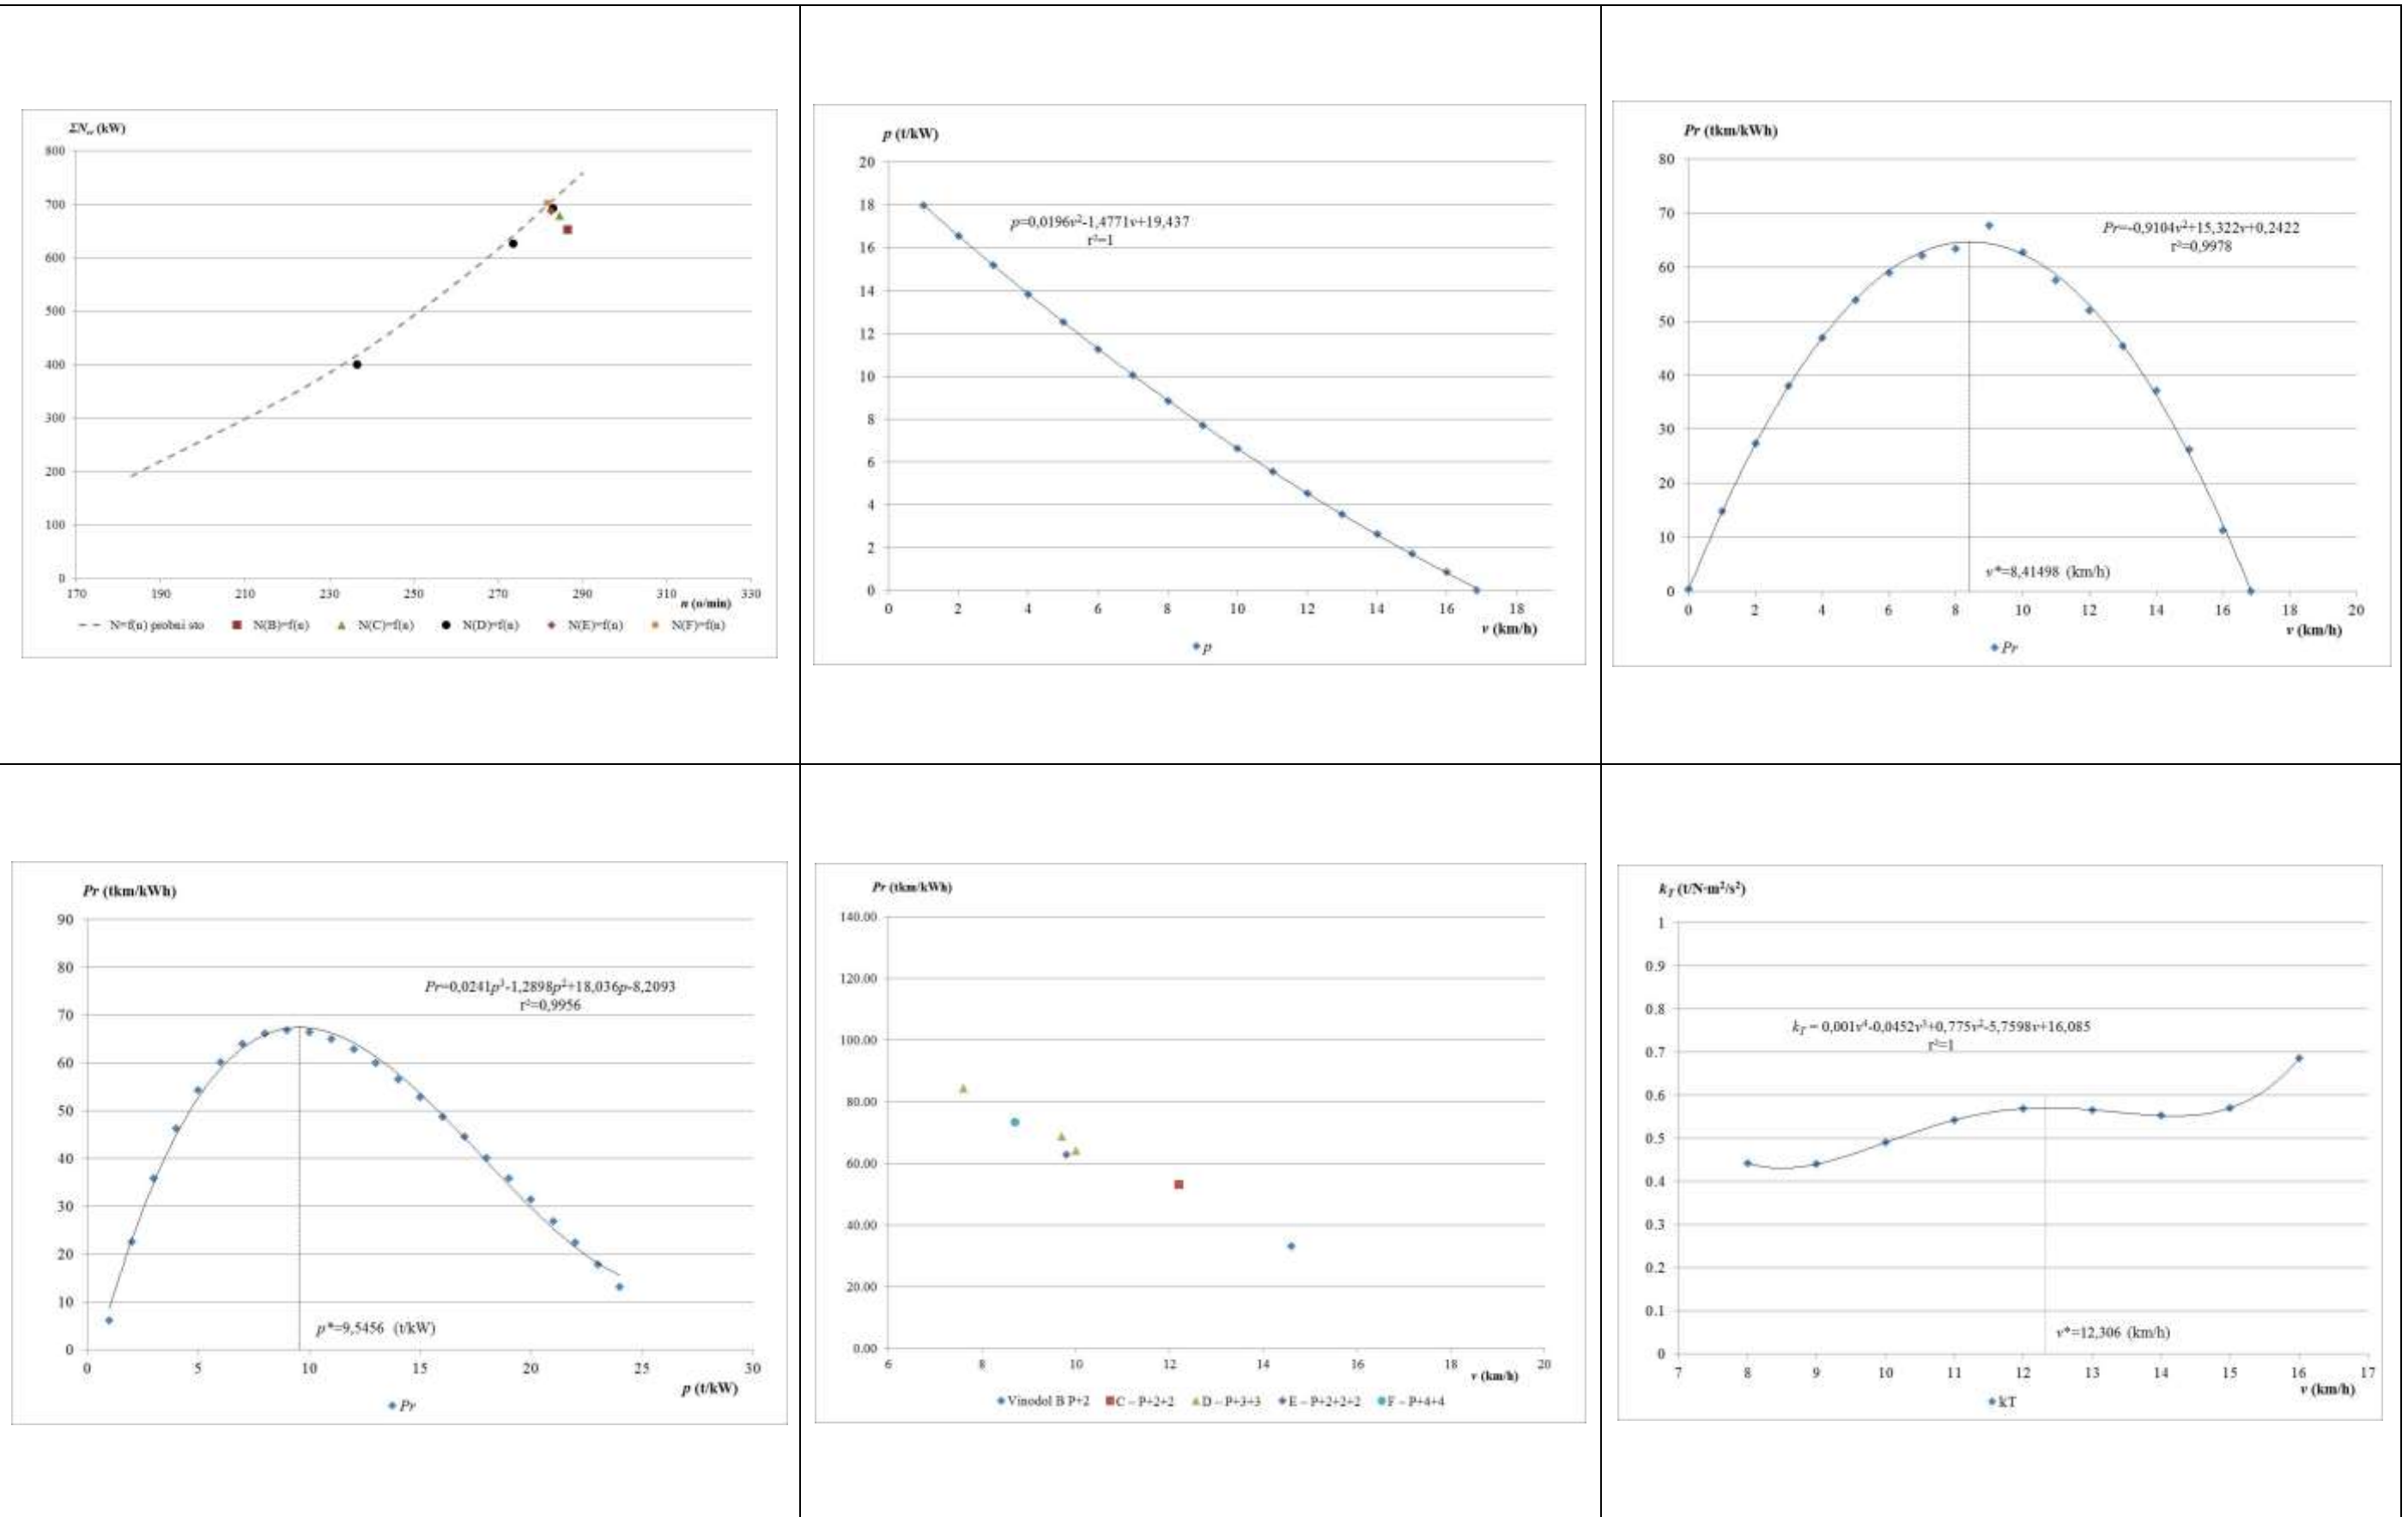 ΣNₑₑ (kW)
800
700
600
500
400
300
200
100
0
170 190 210 230 250 270 290 310 330
n (o/min)
N=f(n) probni sto N(B)=f(n) N(C)=f(n) N(D)=f(n) N(E)=f(n) N(F)=f(n)
p (t/kW)
20
18
16
14
12
10
8
6
4
2
0
p=0,0196v²-1,4771v+19,437
r²=1
0 2 4 6 8 10 12 14 16 18
v (km/h)
p
Pr (tkm/kWh)
80
70
60
50
40
30
20
10
0
Pr=-0,9104v²+15,322v+0,2422
r²=0,9978
v*=8,41498 (km/h)
0 2 4 6 8 10 12 14 16 18 20
v (km/h)
Pr
Pr (tkm/kWh)
90
80
70
60
50
40
30
20
10
0
Pr=0,0241p³-1,2898p²+18,036p-8,2093
r²=0,9956
p*=9,5456 (t/kW)
0 5 10 15 20 25 30
p (t/kW)
Pr
Pr (tkm/kWh)
140.00
120.00
100.00
80.00
60.00
40.00
20.00
0.00
6 8 10 12 14 16 18 20
v (km/h)
Vinodol B P+2 C – P+2+2 D – P+3+3 E – P+2+2+2 F – P+4+4
k_T (t/N·m²/s²)
1
0.9
0.8
0.7
0.6
0.5
0.4
0.3
0.2
0.1
0
k_T = 0,001v⁴-0,0452v³+0,775v²-5,7598v+16,085
r²=1
v*=12,306 (km/h)
7 8 9 10 11 12 13 14 15 16 17
v (km/h)
kT